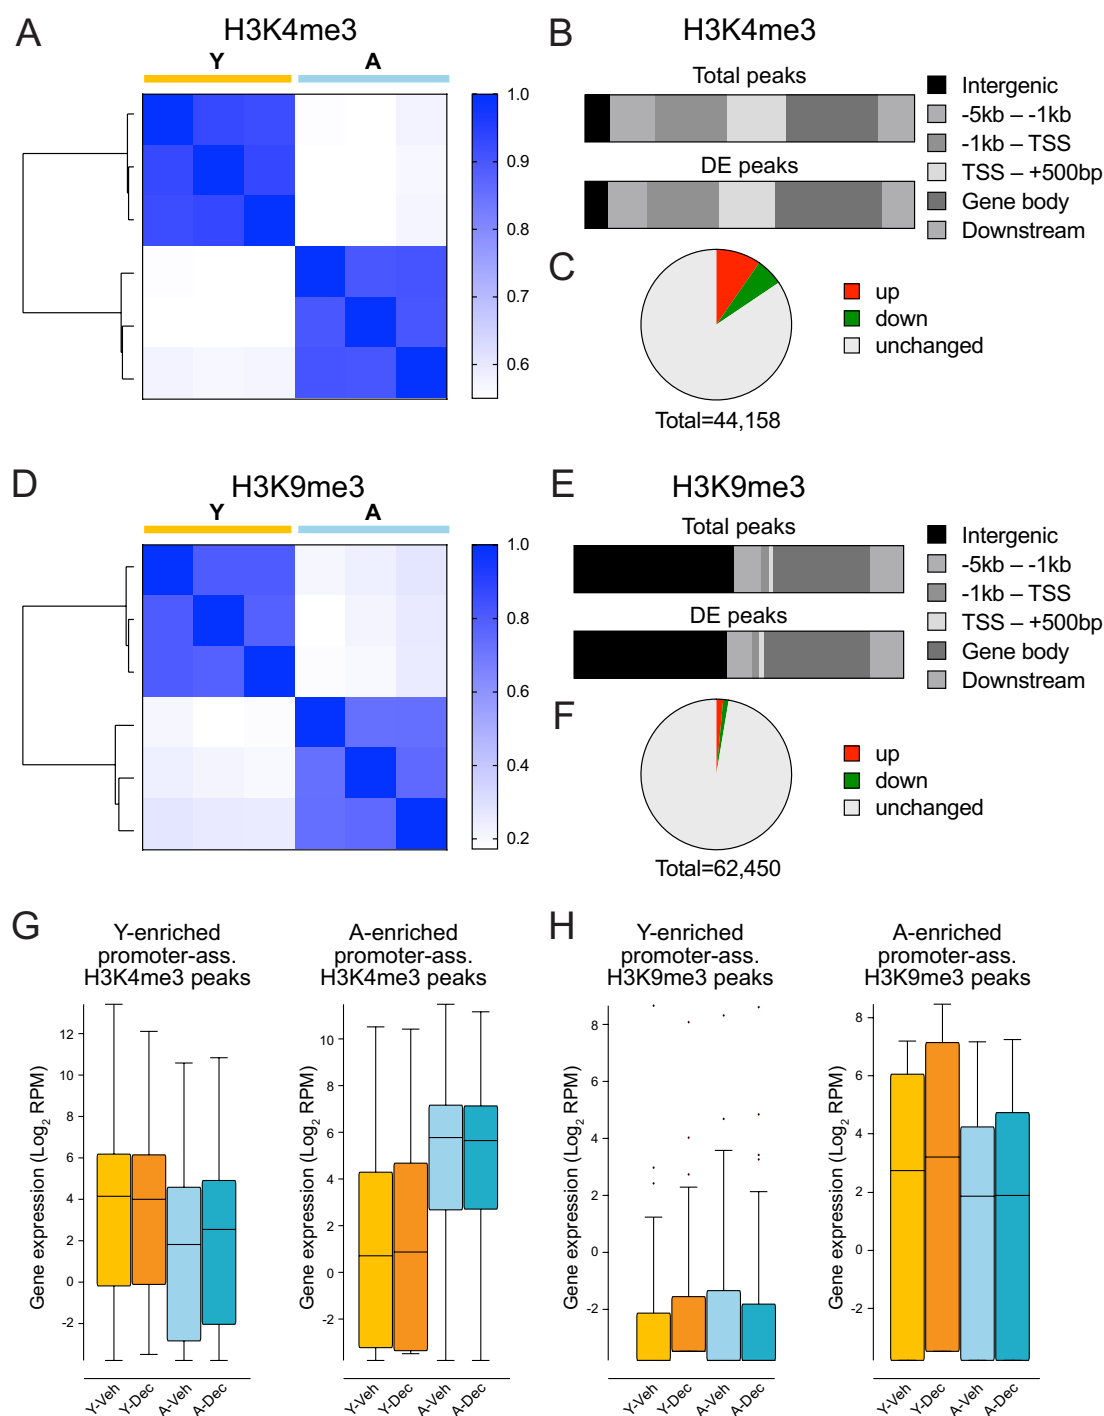 A
H3K4me3
Y
A
1.0
0.9
0.8
0.7
0.6
B
H3K4me3
Total peaks
DE peaks
Intergenic
-5kb – -1kb
-1kb – TSS
TSS – +500bp
Gene body
Downstream
C
up
down
unchanged
Total=44,158
D
H3K9me3
Y
A
1.0
0.8
0.6
0.4
0.2
E
H3K9me3
Total peaks
DE peaks
Intergenic
-5kb – -1kb
-1kb – TSS
TSS – +500bp
Gene body
Downstream
F
up
down
unchanged
Total=62,450
G
Y-enriched
promoter-ass.
H3K4me3 peaks
Gene expression (Log2 RPM)
12
10
8
6
4
2
0
-2
Y-Veh
Y-Dec
A-Veh
A-Dec
A-enriched
promoter-ass.
H3K4me3 peaks
Gene expression (Log2 RPM)
10
8
6
4
2
0
-2
Y-Veh
Y-Dec
A-Veh
A-Dec
H
Y-enriched
promoter-ass.
H3K9me3 peaks
Gene expression (Log2 RPM)
8
6
4
2
0
-2
Y-Veh
Y-Dec
A-Veh
A-Dec
A-enriched
promoter-ass.
H3K9me3 peaks
Gene expression (Log2 RPM)
8
6
4
2
0
-2
Y-Veh
Y-Dec
A-Veh
A-Dec